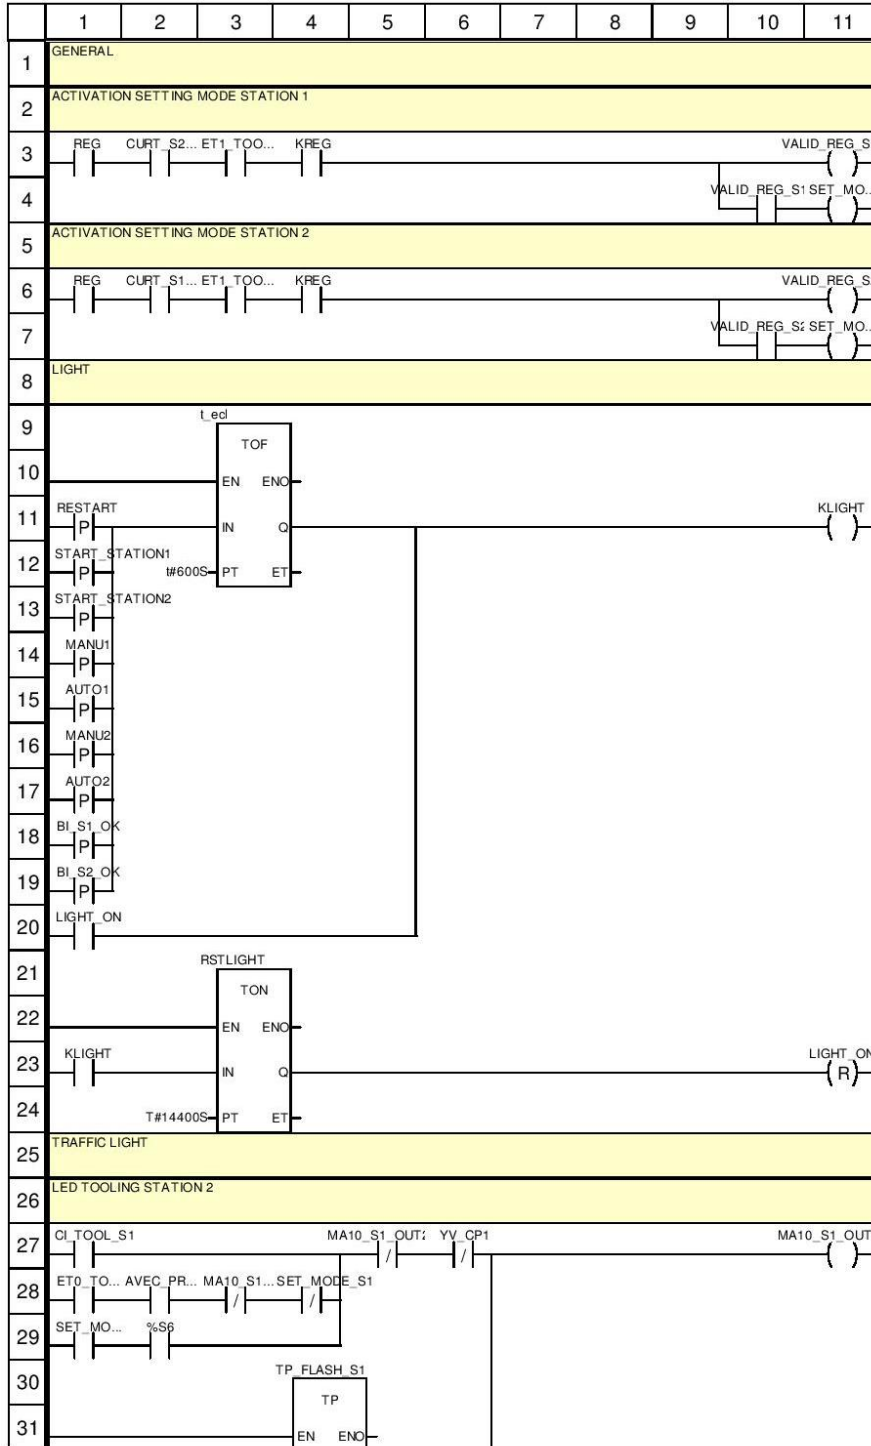 1 2 3 4 5 6 7 8 9 10 11
1 GENERAL
2 ACTIVATION SETTING MODE STATION 1
REG CURT_S2... ET1_TOO... KREG VALID_REG_S
3
VALID_REG_S1 SET_MO...
4
5 ACTIVATION SETTING MODE STATION 2
REG CURT_S1... ET1_TOO... KREG VALID_REG_S
6
VALID_REG_S2 SET_MO...
7
8 LIGHT
t_ecl
9 TOF
10 EN ENO
RESTART KLIGHT
11 P IN Q
START_STATION1
12 P t#600S PT ET
START_STATION2
13 P
MANU1
14 P
AUTO1
15 P
MANU2
16 P
AUTO2
17 P
BI_S1_OK
18 P
BI_S2_OK
19 P
LIGHT_ON
20
RSTLIGHT
21 TON
22 EN ENO
KLIGHT LIGHT_ON
23 IN Q R
24 T#14400S PT ET
25 TRAFFIC LIGHT
26 LED TOOLING STATION 2
CI_TOOL_S1 MA10_S1_OUT2 YV_CP1 MA10_S1_OUT
27 / /
ET0_TO... AVEC_PR... MA10_S1... SET_MODE_S1
28 / /
SET_MO... %S6
29
TP_FLASH_S1
30 TP
31 EN ENO